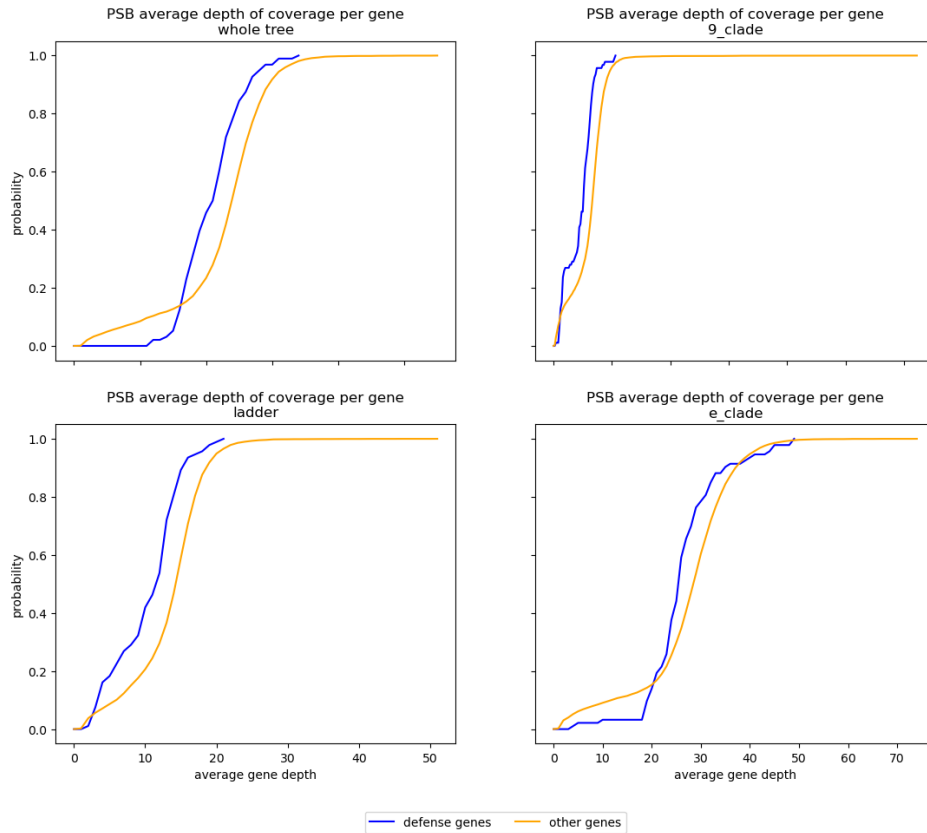 PSB average depth of coverage per gene
whole tree
PSB average depth of coverage per gene
9_clade
probability
1.0
0.8
0.6
0.4
0.2
0.0
PSB average depth of coverage per gene
ladder
PSB average depth of coverage per gene
e_clade
probability
1.0
0.8
0.6
0.4
0.2
0.0
0 10 20 30 40 50
0 10 20 30 40 50 60 70
average gene depth
average gene depth
defense genes other genes